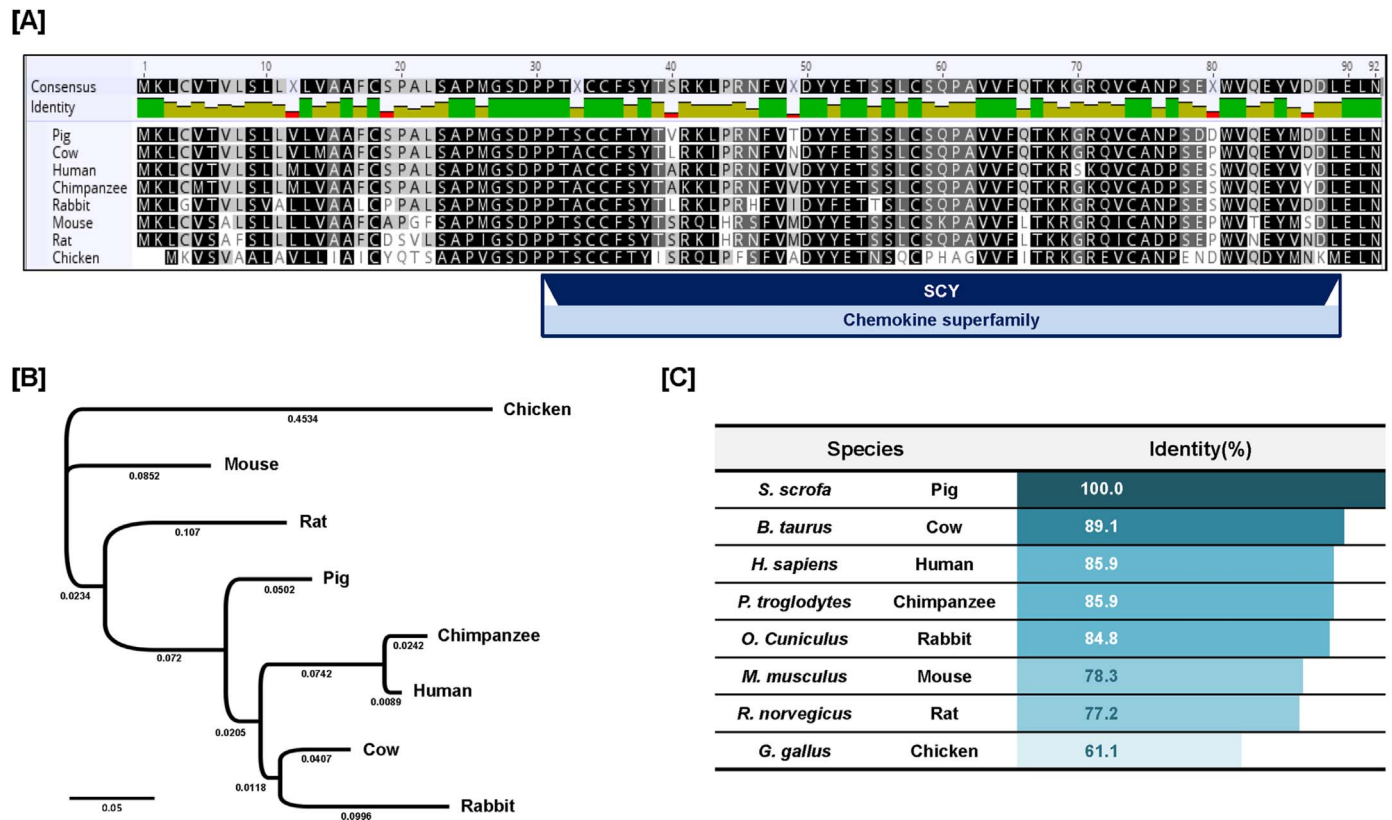 [A]
1 10 20 30 40 50 60 70 80 90 92
Consensus MKLCVTVLSLLXLVAAFCSPALSAPMGSDPPTXCCFSYTSRKLPRNFVXDYYETSSLCSQPAVVFQTKKGRQVCANPSEXWVQEYVDDLELN
Identity
Pig MKLCVTVLSLLVLVAAFCSPALSAPMGSDPPTSCCFTYTVRKLPRNFVTDYYETSSLCSQPAVVFQTKKGRQVCANPSDDWVQEYMDDLELN
Cow MKLCVTVLSLLVLMAAFCSPALSAPMGSDPPTACCFSYTLRKIPRNFVNDYFETSSLCSQPAVVFQTKKGRQVCANPSEPWVQEYVDDLELN
Human MKLCVTVLSLLMLVAAFCSPALSAPMGSDPPTACCFSYTARKLPRNFVVDYYETSSLCSQPAVVFQTKRSKQVCADPSESWVQEYVYDLELN
Chimpanzee MKLCMTVLSLLMLVAAFCSPALSAPMGSDPPTACCFSYTAKKLPRNFVVDYYETSSLCSQPAVVFQTKRGKQVCADPSESWVQEYVYDLELN
Rabbit MKLGVTVLSVALLVAALCPPALSAPMGSDPPTACCFSYTLRKLPRHFVIDYFETTSLCSQPAVVFQTKKGRQVCANPSESWVQEYVDDLELN
Mouse MKLCVSALSLLLLVAAFCAPGFSAPMGSDPPTSCCFSYTSRQLHRSFVMDYYETSSLCSKPAVVFLTKRGRQICANPSEPWVTEYMSDLELN
Rat MKLCVSAFSLLLLVAAFCDSVLSAPIGSDPPTSCCFSYTSRKIHRNFVMDYYETSSLCSQPAVVFLTKKGRQICADPSEPWVNEYVNDLELN
Chicken MKVSVAALAVLLIAICYQTSAAPVGSDPPTSCCFSYISRQLPFSFVADYYETNSQCPHAGVVFITRKGREVCANPENDWVQDYMNKMELN
SCY
Chemokine superfamily
[B]
Chicken
0.4534
Mouse
0.0852
Rat
0.107
Pig
0.0502
0.0234
Chimpanzee
0.0242
0.072
0.0742
Human
0.0089
0.0205
Cow
0.0407
0.0118
Rabbit
0.0996
0.05
[C]
Species Identity(%)
S. scrofa Pig 100.0
B. taurus Cow 89.1
H. sapiens Human 85.9
P. troglodytes Chimpanzee 85.9
O. Cuniculus Rabbit 84.8
M. musculus Mouse 78.3
R. norvegicus Rat 77.2
G. gallus Chicken 61.1